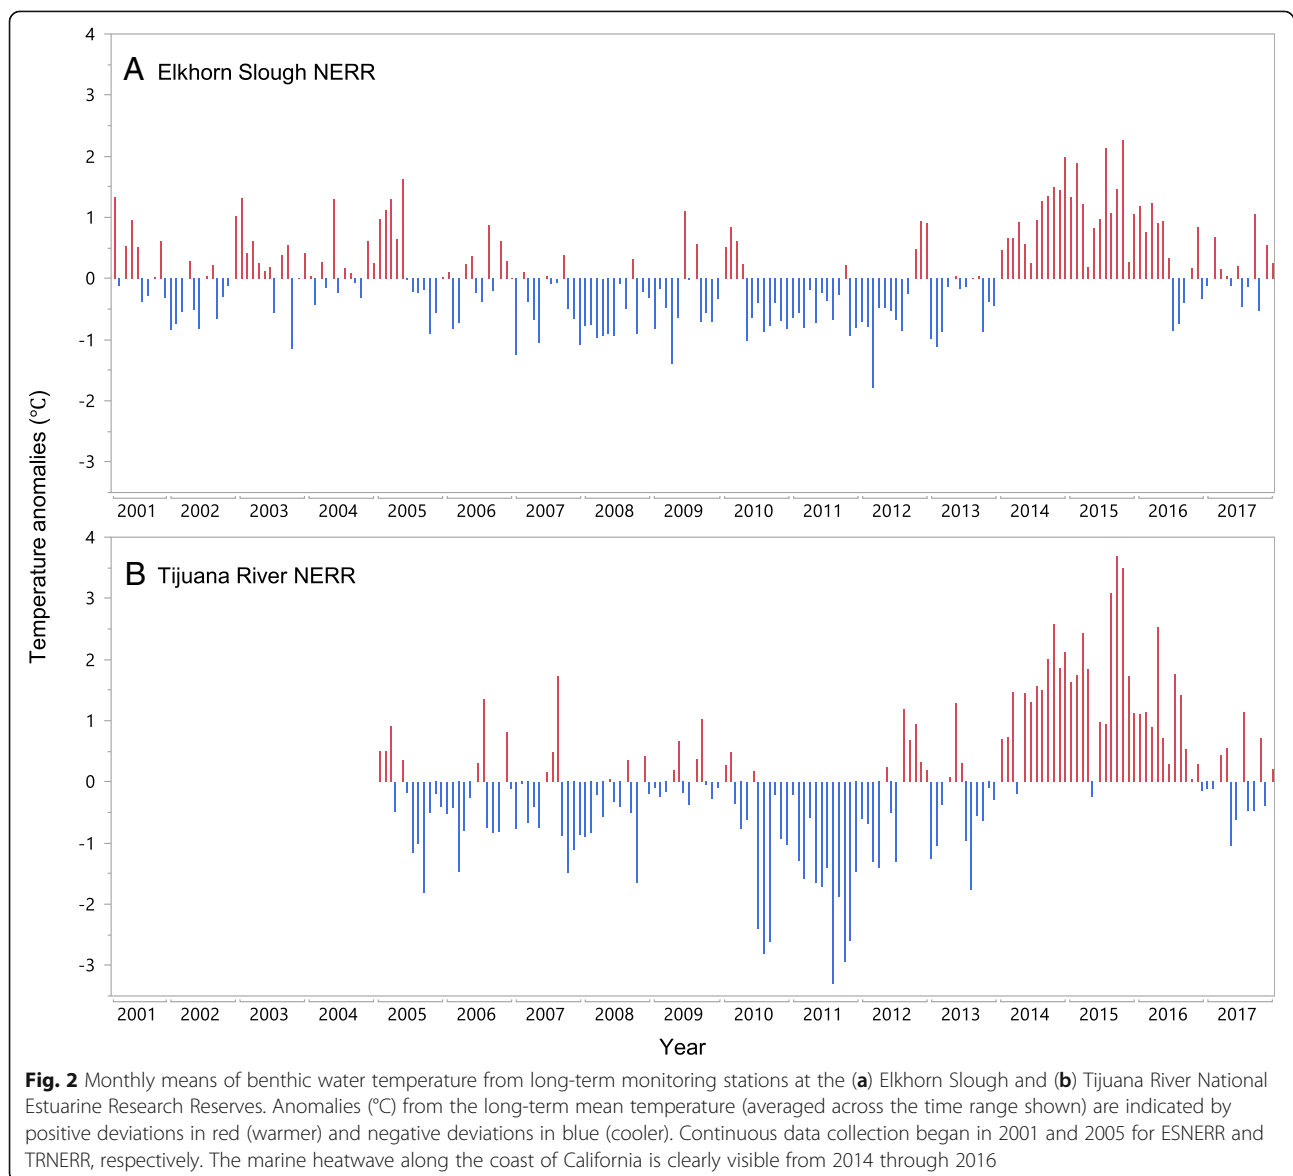 4
A Elkhorn Slough NERR
3
2
1
0
-1
-2
-3
2001 2002 2003 2004 2005 2006 2007 2008 2009 2010 2011 2012 2013 2014 2015 2016 2017
Temperature anomalies (°C)
4
B Tijuana River NERR
3
2
1
0
-1
-2
-3
2001 2002 2003 2004 2005 2006 2007 2008 2009 2010 2011 2012 2013 2014 2015 2016 2017
Year
Fig. 2 Monthly means of benthic water temperature from long-term monitoring stations at the (a) Elkhorn Slough and (b) Tijuana River National
Estuarine Research Reserves. Anomalies (°C) from the long-term mean temperature (averaged across the time range shown) are indicated by
positive deviations in red (warmer) and negative deviations in blue (cooler). Continuous data collection began in 2001 and 2005 for ESNERR and
TRNERR, respectively. The marine heatwave along the coast of California is clearly visible from 2014 through 2016